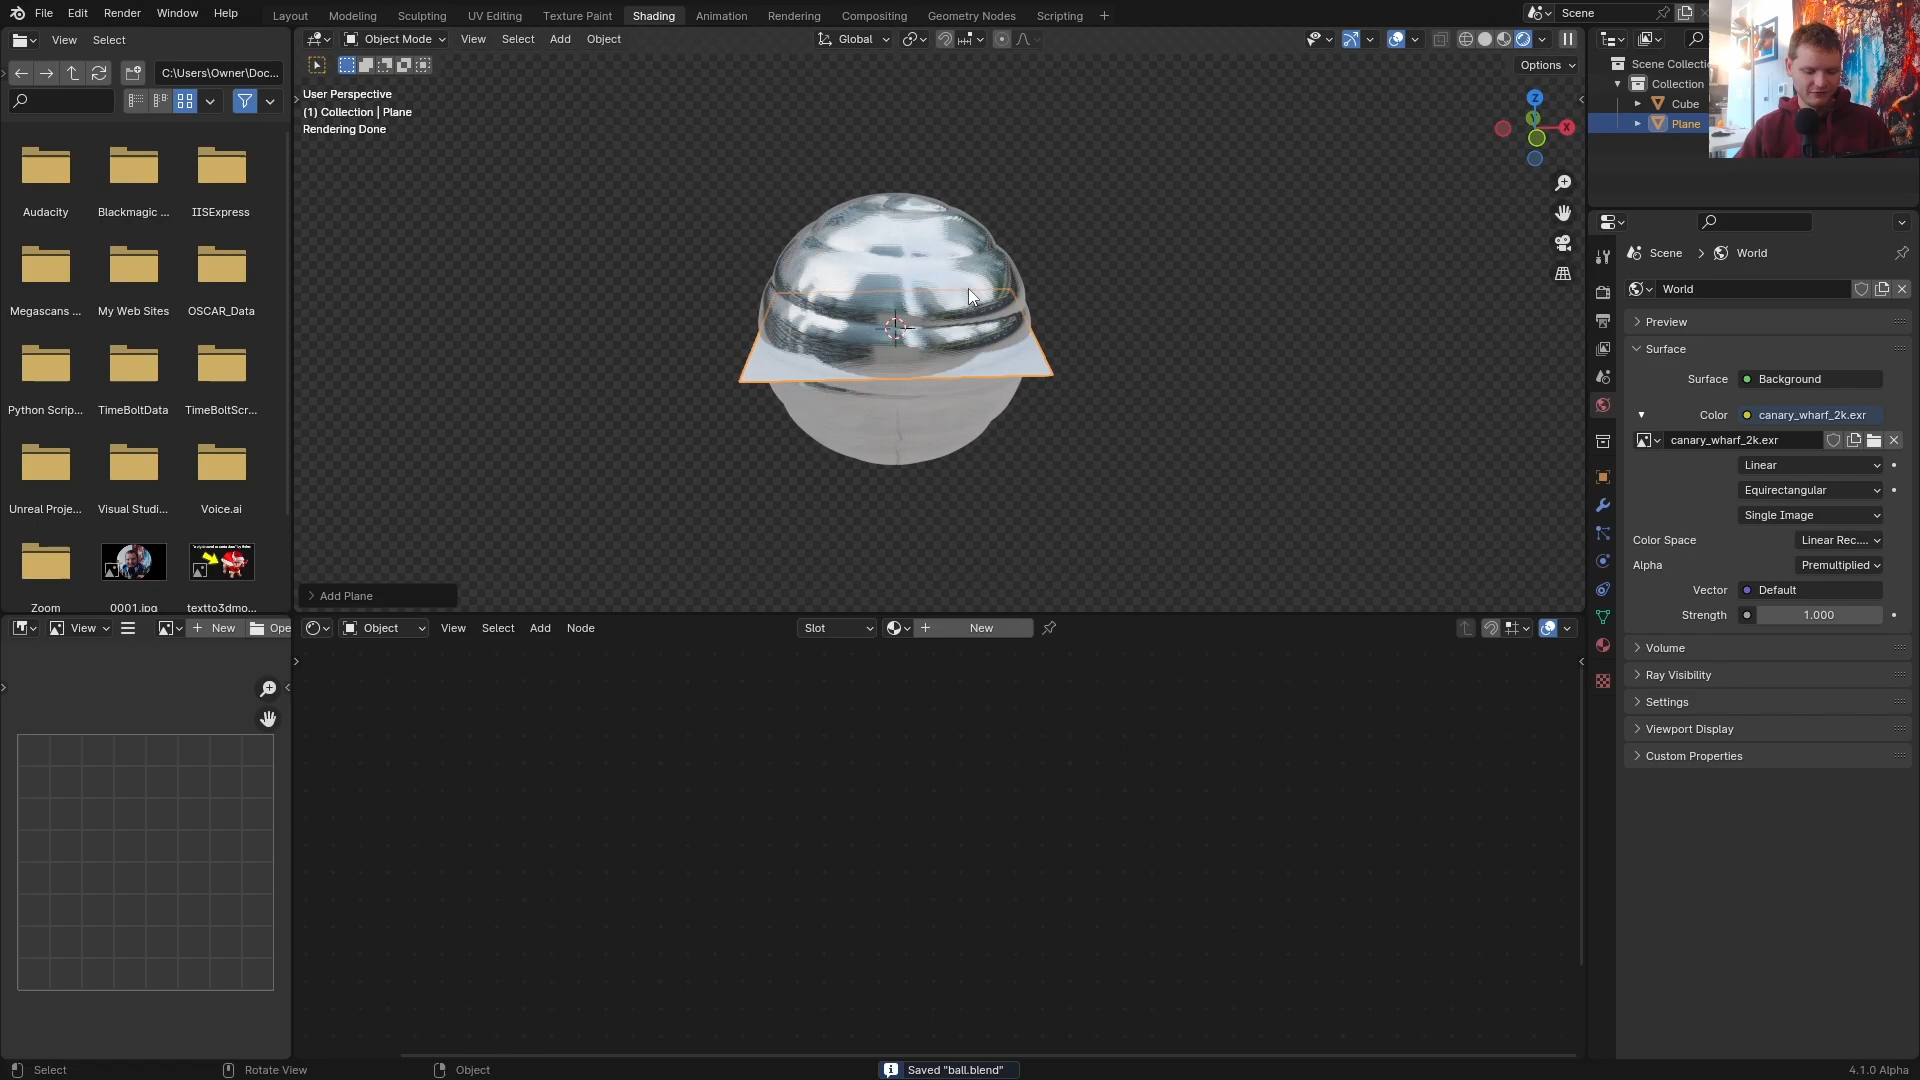 File Edit Render Window Help Layout Modeling Sculpting UV Editing Texture Paint Shading Animation Rendering Compositing Geometry Nodes Scripting + Scene
View Select
Object Mode View Select Add Object Global
C:\Users\Owner\Doc...
Options
User Perspective
(1) Collection | Plane
Rendering Done
Z
X
Scene Collecti
Collection
Cube
Plane
Audacity Blackmagic ... IISExpress
Megascans ... My Web Sites OSCAR_Data
Python Scrip... TimeBoltData TimeBoltScr...
Unreal Proje... Visual Studi... Voice.ai
Zoom 0001.jpg textto3dmo...
Add Plane
Scene > World
World
Preview
Surface
Surface Background
Color canary_wharf_2k.exr
canary_wharf_2k.exr
Linear
Equirectangular
Single Image
Color Space Linear Rec....
Alpha Premultiplied
Vector Default
Strength 1.000
Volume
Ray Visibility
Settings
Viewport Display
Custom Properties
View New Ope
Object View Select Add Node Slot New
Select Rotate View Object Saved "ball.blend" 4.1.0 Alpha